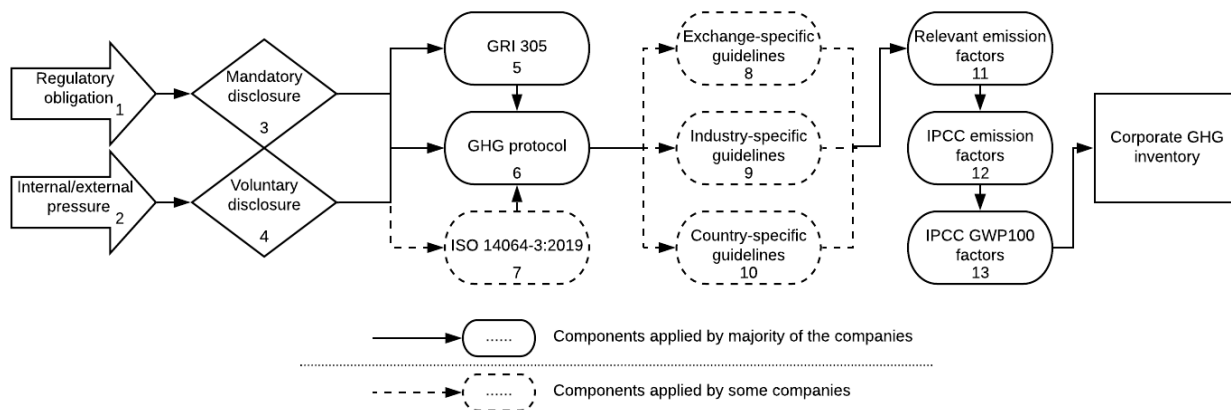 Regulatory
obligation
1
Internal/external
pressure
2
Mandatory
disclosure
3
Voluntary
disclosure
4
GRI 305
5
GHG protocol
6
ISO 14064-3:2019
7
Exchange-specific
guidelines
8
Industry-specific
guidelines
9
Country-specific
guidelines
10
Relevant emission
factors
11
IPCC emission
factors
12
IPCC GWP100
factors
13
Corporate GHG
inventory
...... Components applied by majority of the companies
...... Components applied by some companies